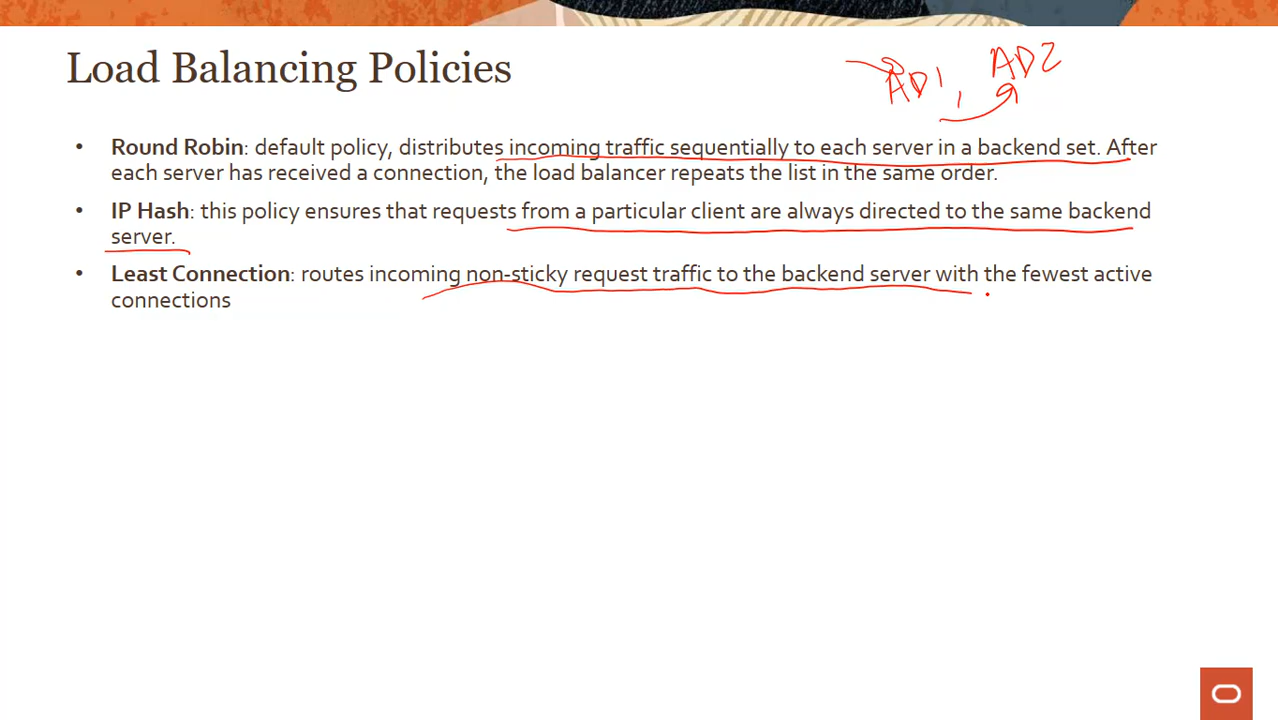 Load Balancing Policies
AD1, AD2
• Round Robin: default policy, distributes incoming traffic sequentially to each server in a backend set. After
each server has received a connection, the load balancer repeats the list in the same order.
• IP Hash: this policy ensures that requests from a particular client are always directed to the same backend
server.
• Least Connection: routes incoming non-sticky request traffic to the backend server with the fewest active
connections